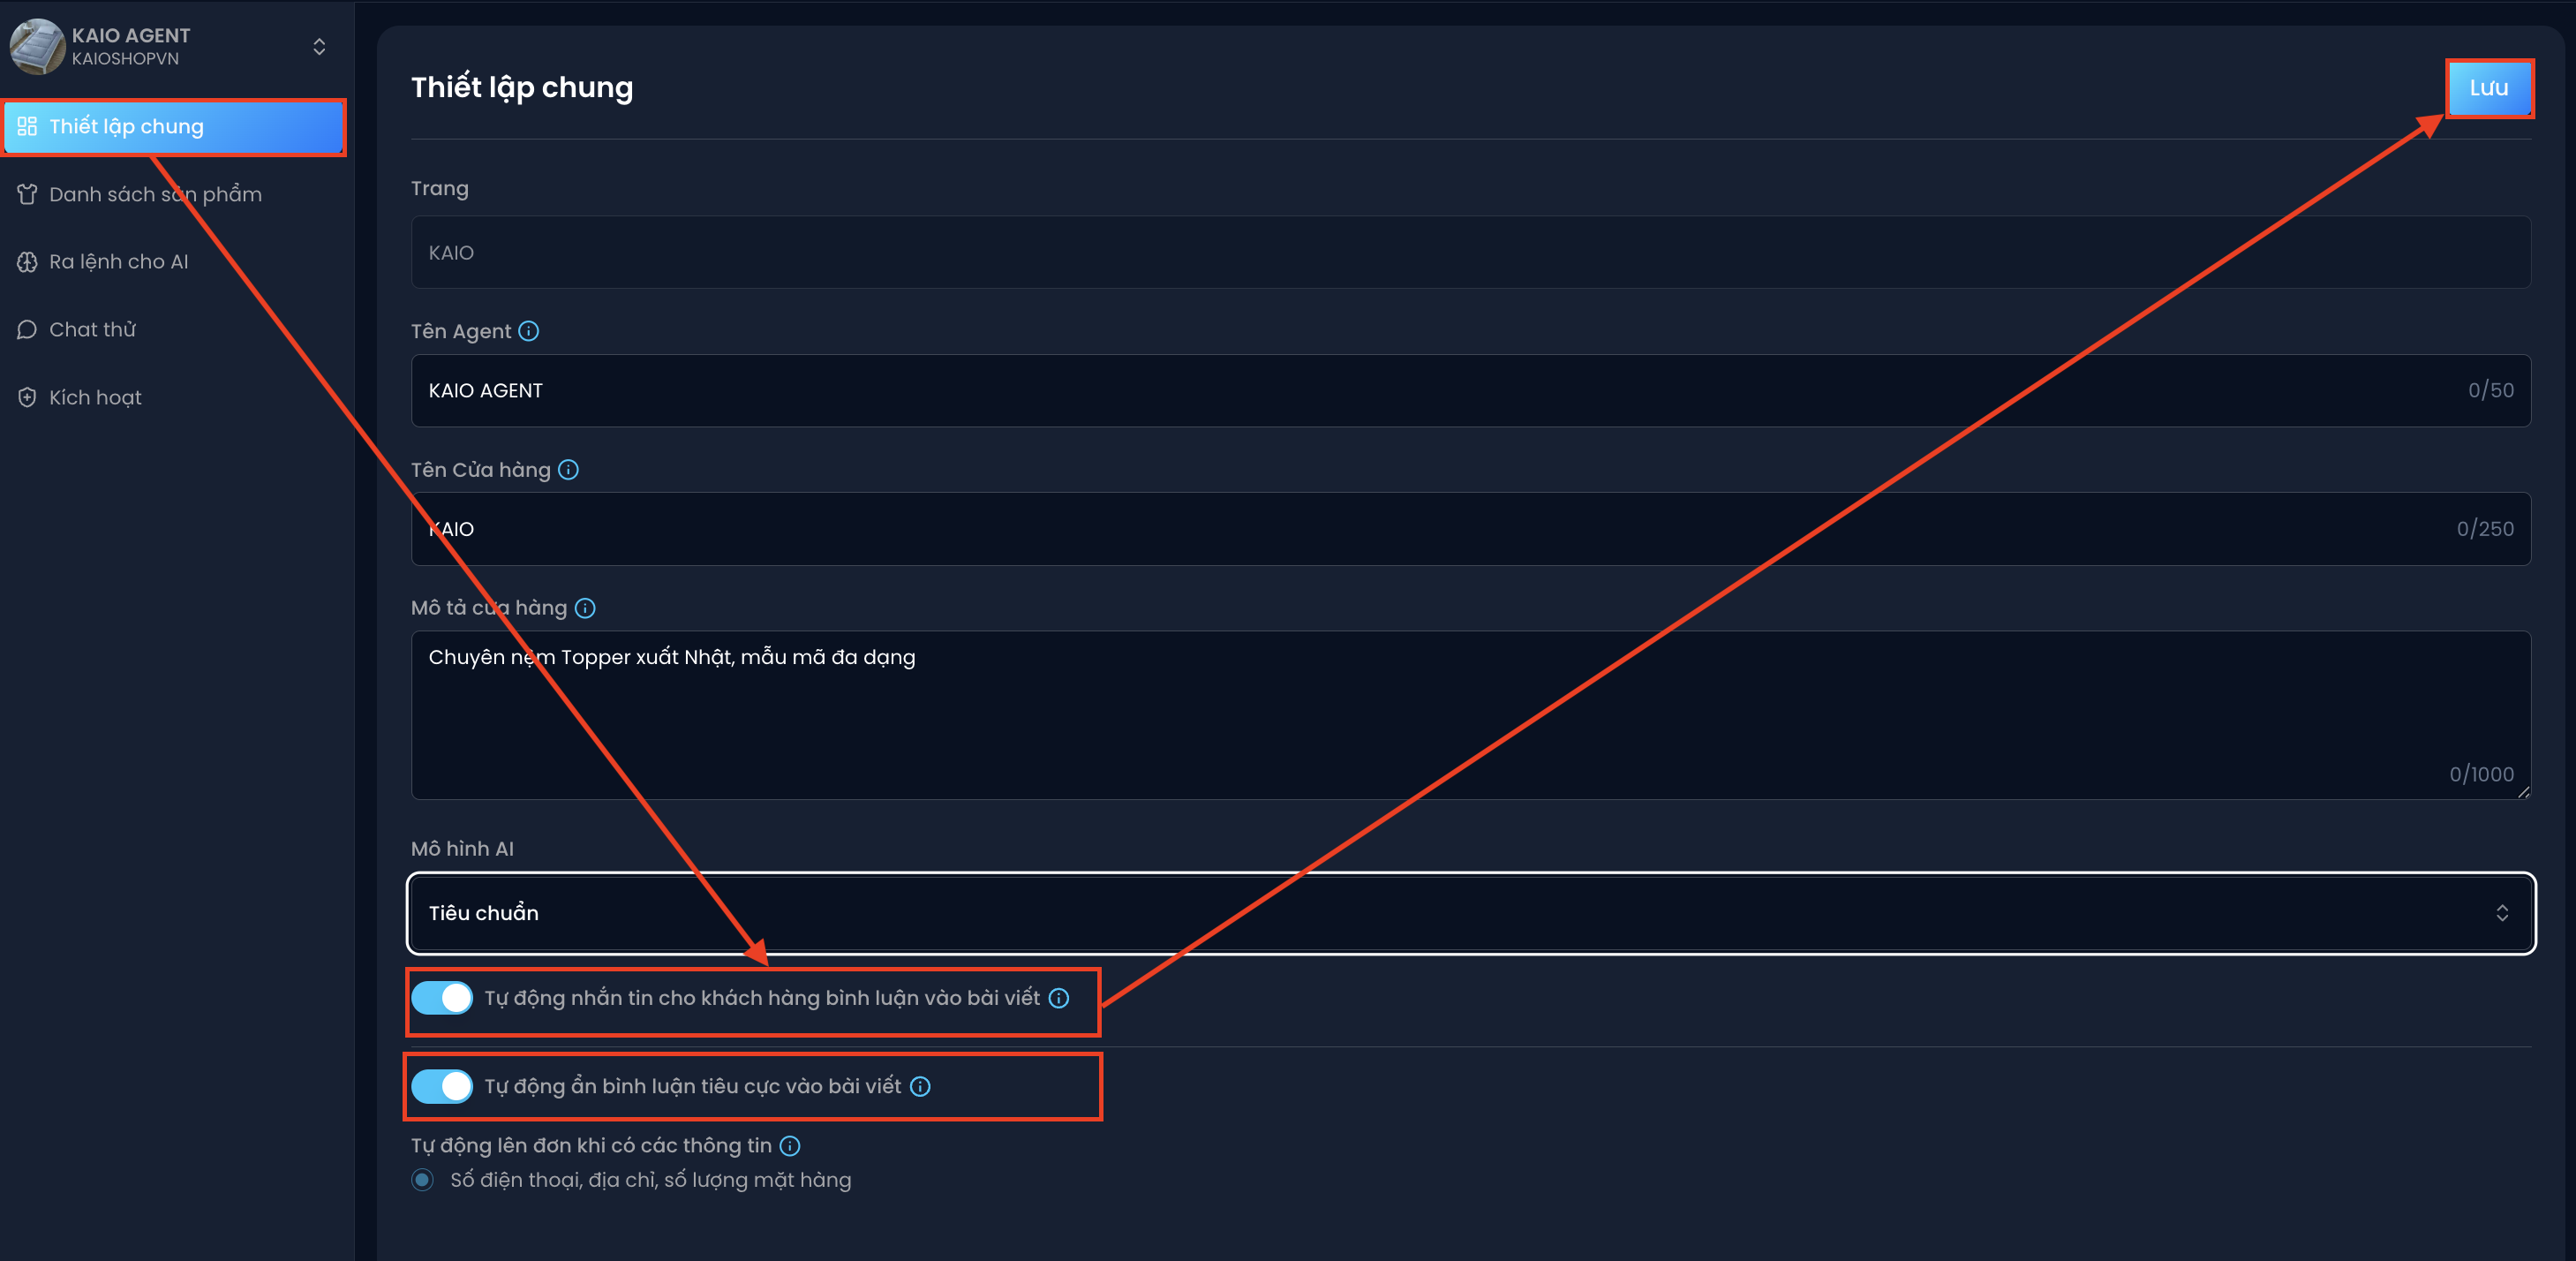 KAIO AGENT
KAIOSHOPVN
Thiết lập chung
Danh sách sản phẩm
Ra lệnh cho AI
Chat thử
Kích hoạt
Thiết lập chung
Lưu
Trang
KAIO
Tên Agent
KAIO AGENT
0/50
Tên Cửa hàng
KAIO
0/250
Mô tả cửa hàng
Chuyên nệm Topper xuất Nhật, mẫu mã đa dạng
0/1000
Mô hình AI
Tiêu chuẩn
Tự động nhắn tin cho khách hàng bình luận vào bài viết
Tự động ẩn bình luận tiêu cực vào bài viết
Tự động lên đơn khi có các thông tin
Số điện thoại, địa chỉ, số lượng mặt hàng